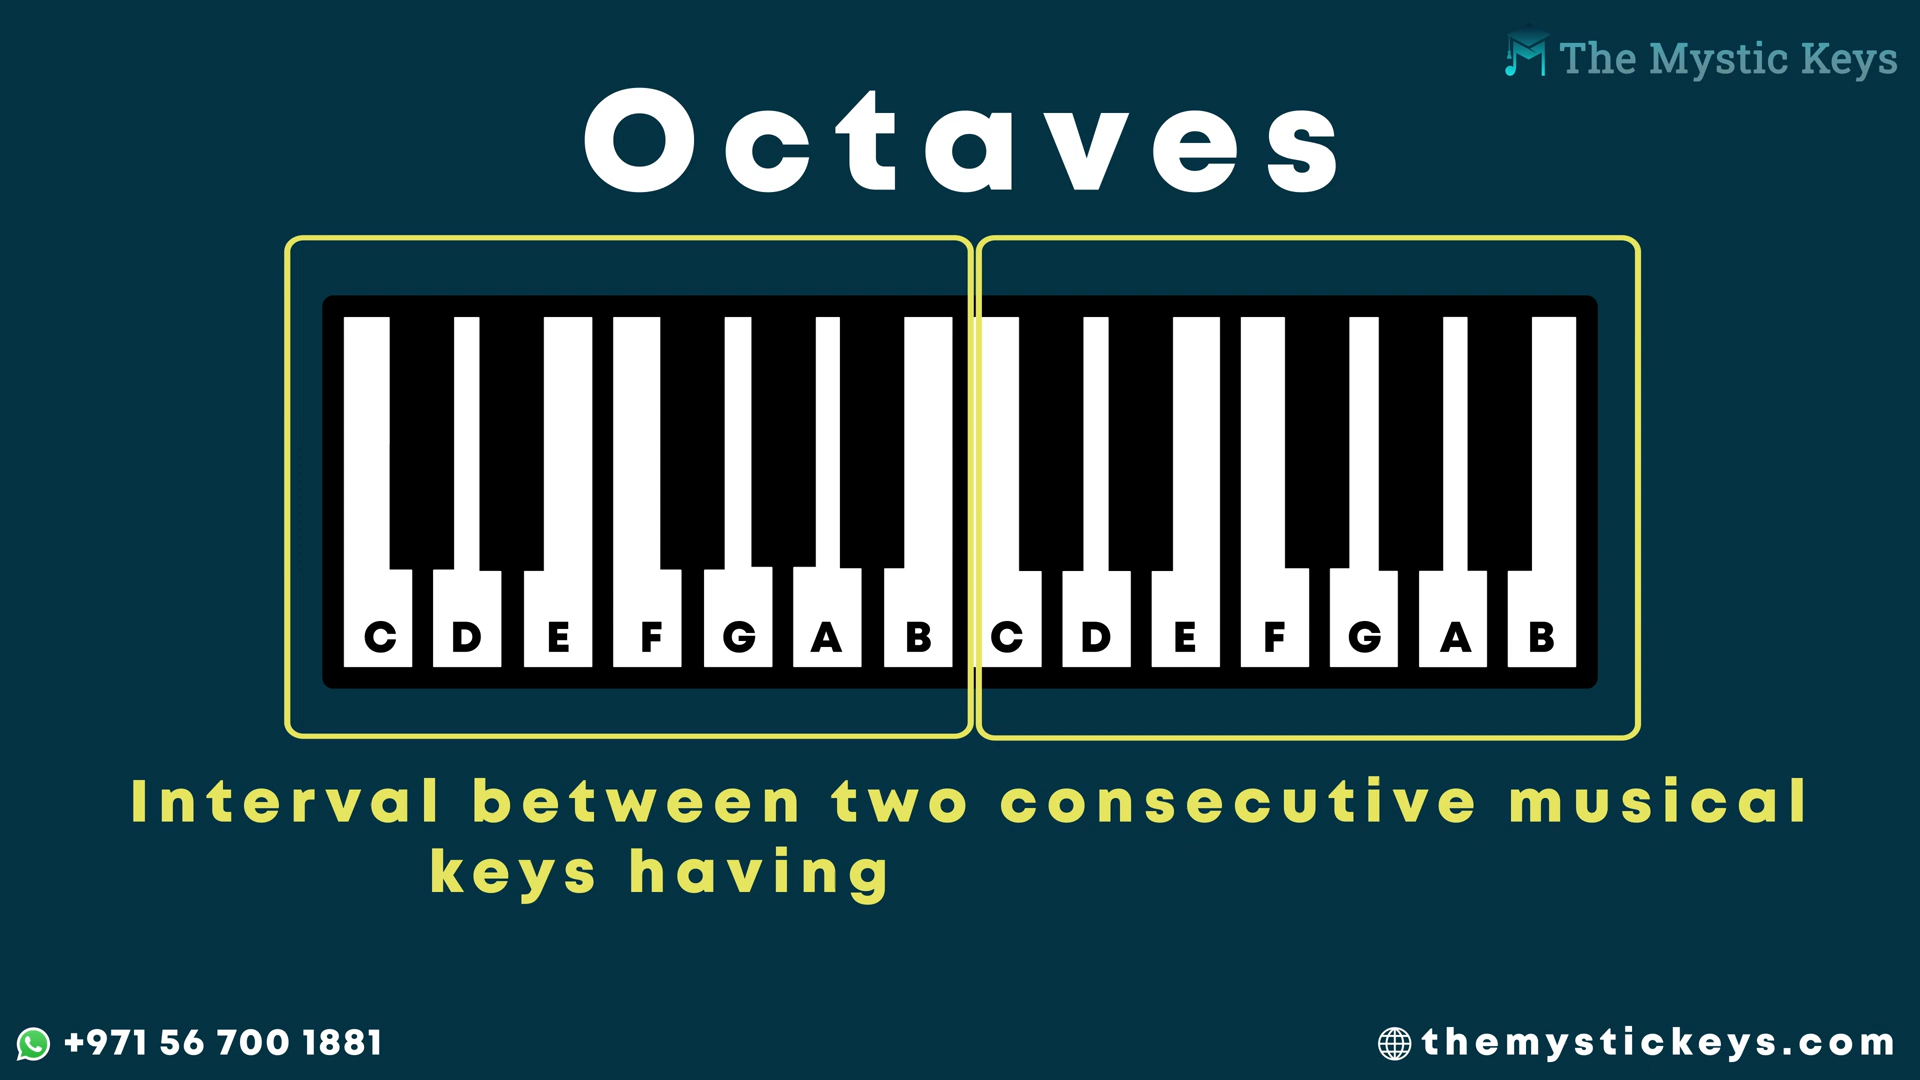 The Mystic Keys
Octaves
C D E F G A B C D E F G A B
Interval between two consecutive musical
keys having
+971 56 700 1881
themystickeys.com